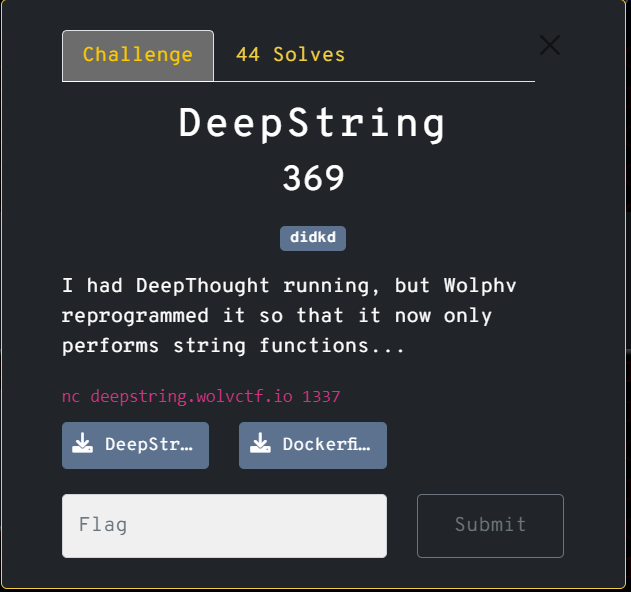 Challenge
44 Solves
DeepString
369
didkd
I had DeepThought running, but Wolphv
reprogrammed it so that it now only
performs string functions...
nc deepstring.wolvctf.io 1337
DeepStr...
Dockerfi...
Flag
Submit